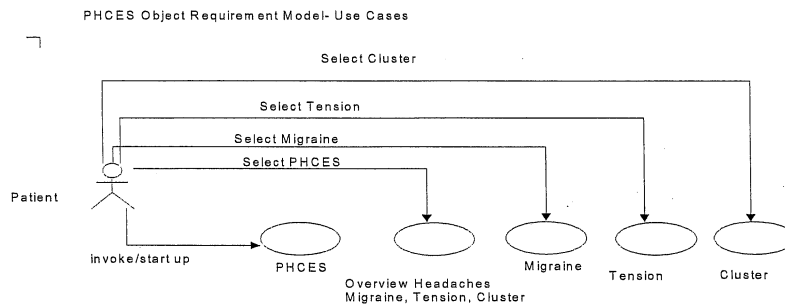 PHCES Object Requirement Model- Use Cases
Select Cluster
Select Tension
Select Migraine
Select PHCES
Patient
invoke/start up
PHCES
Overview Headaches
Migraine, Tension, Cluster
Migraine
Tension
Cluster